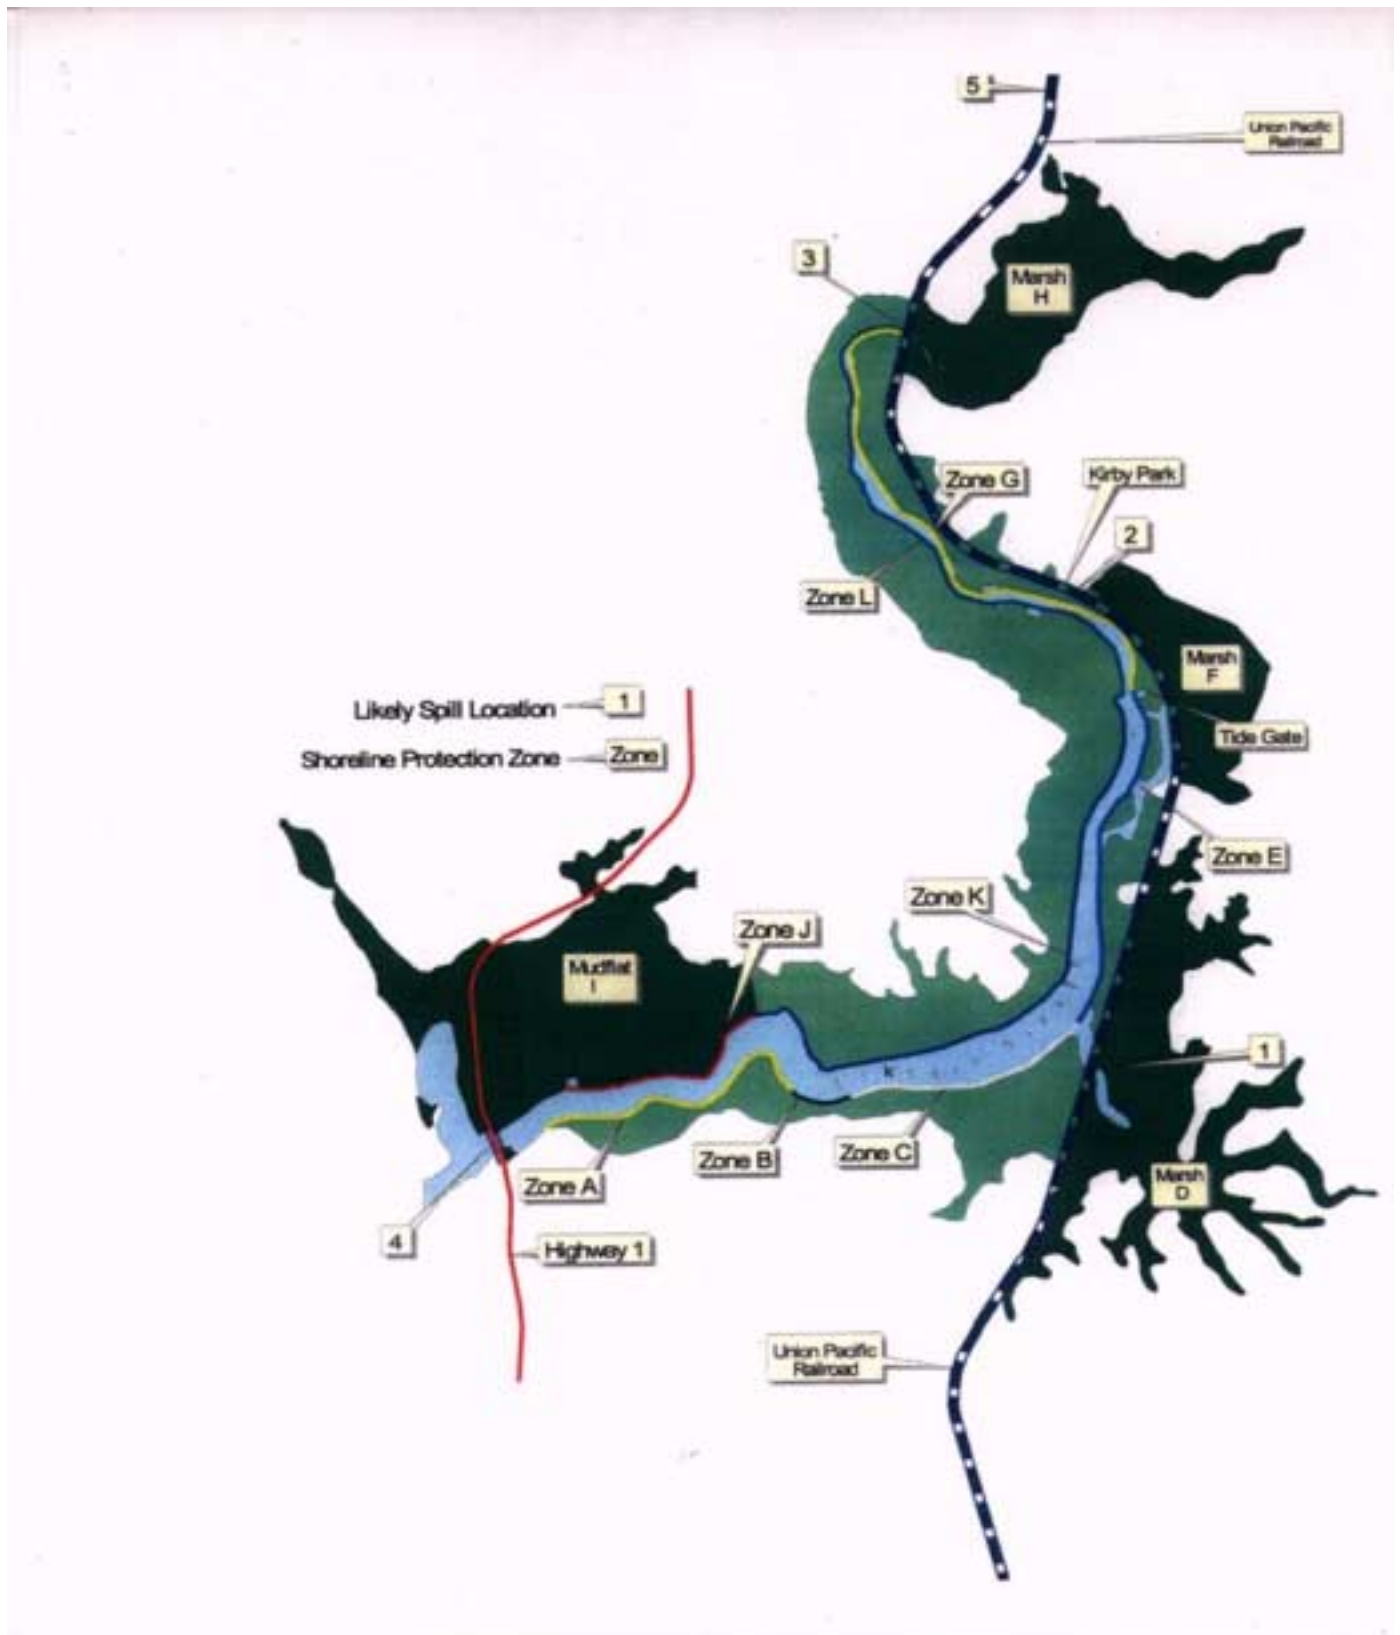 5
Union Pacific
Railroad
3
Marsh
H
Zone G
Kirby Park
2
Zone L
Marsh
F
Likely Spill Location
1
Tide Gate
Shoreline Protection Zone
Zone
Zone E
Zone K
Zone J
Mudflat
I
1
Zone C
Zone B
Zone A
Marsh
D
4
Highway 1
Union Pacific
Railroad